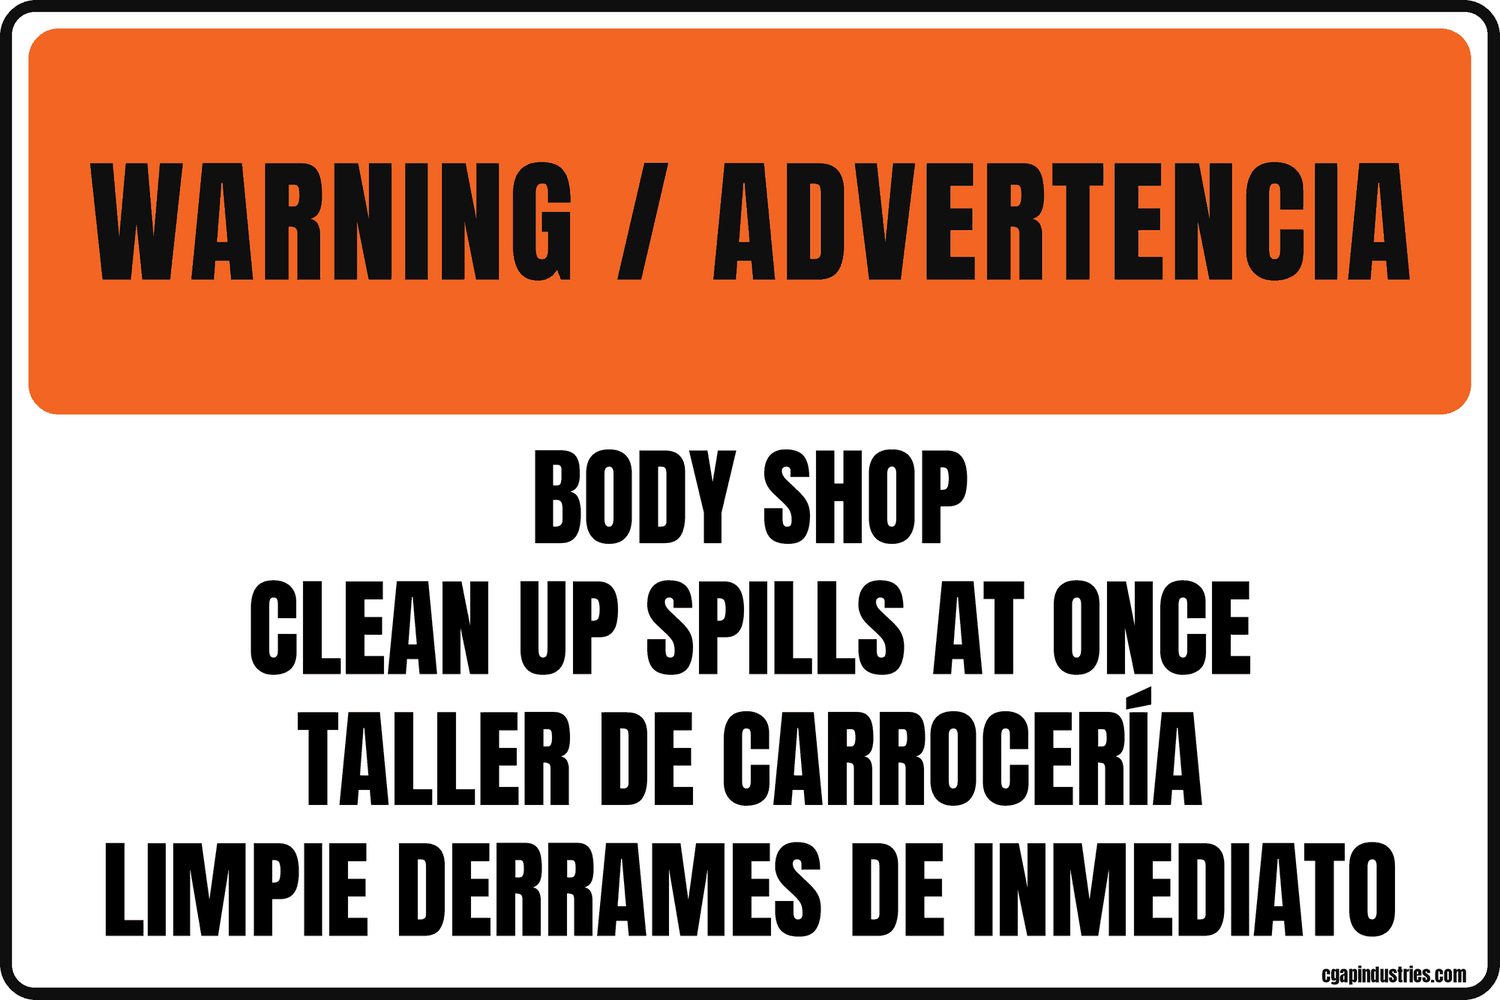 WARNING / ADVERTENCIA
BODY SHOP
CLEAN UP SPILLS AT ONCE
TALLER DE CARROCERÍA
LIMPIE DERRAMES DE INMEDIATO
cgapindustries.com